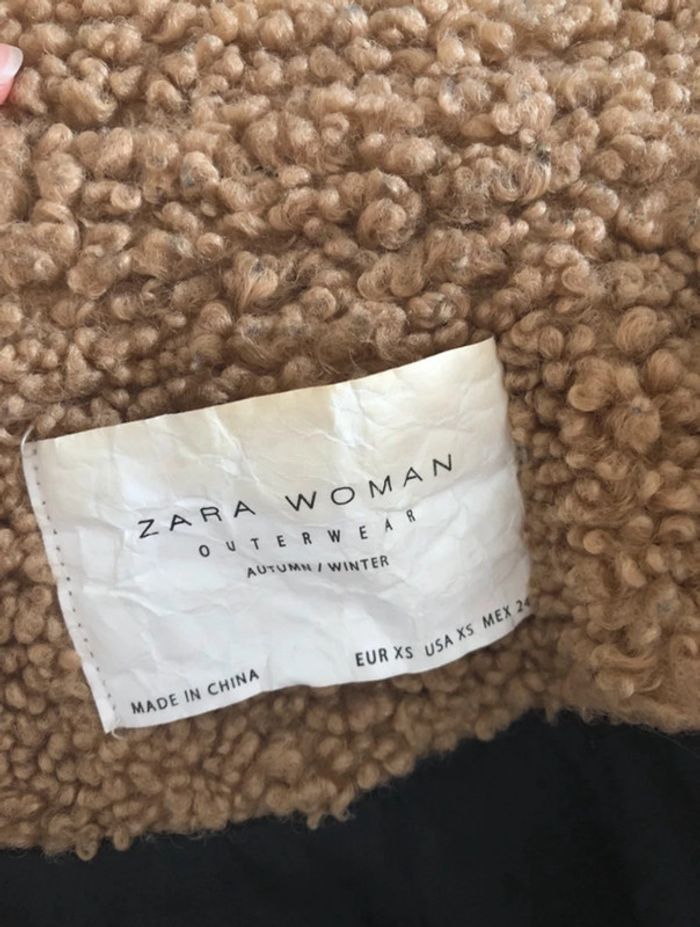 ZARA WOMAN
OUTERWEAR
AUTUMN / WINTER
EUR XS USA XS MEX 24
MADE IN CHINA